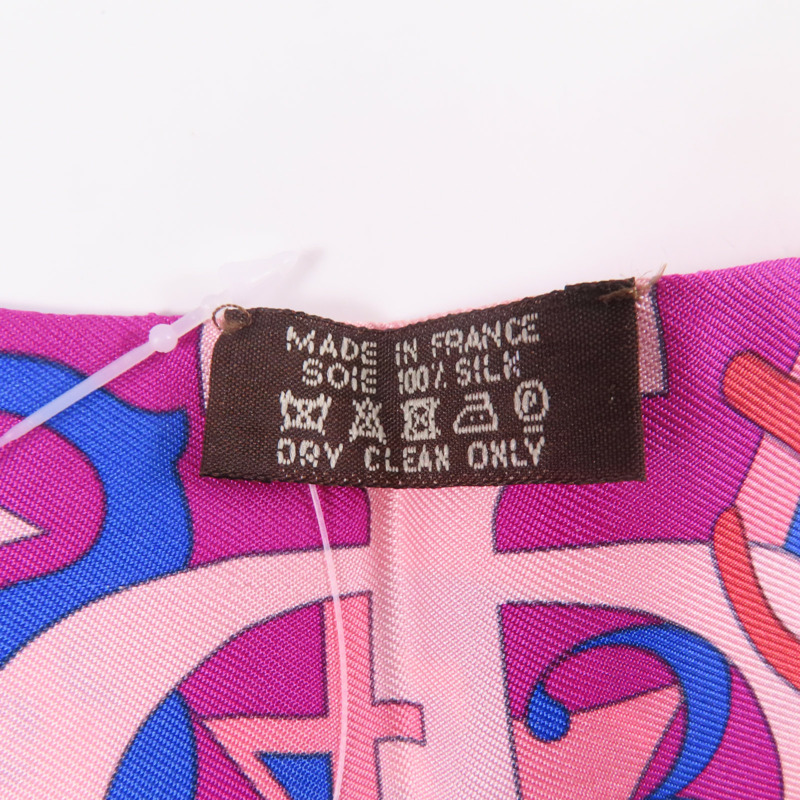 MADE IN FRANCE
SOIE 100% SILK
P
DRY CLEAN ONLY